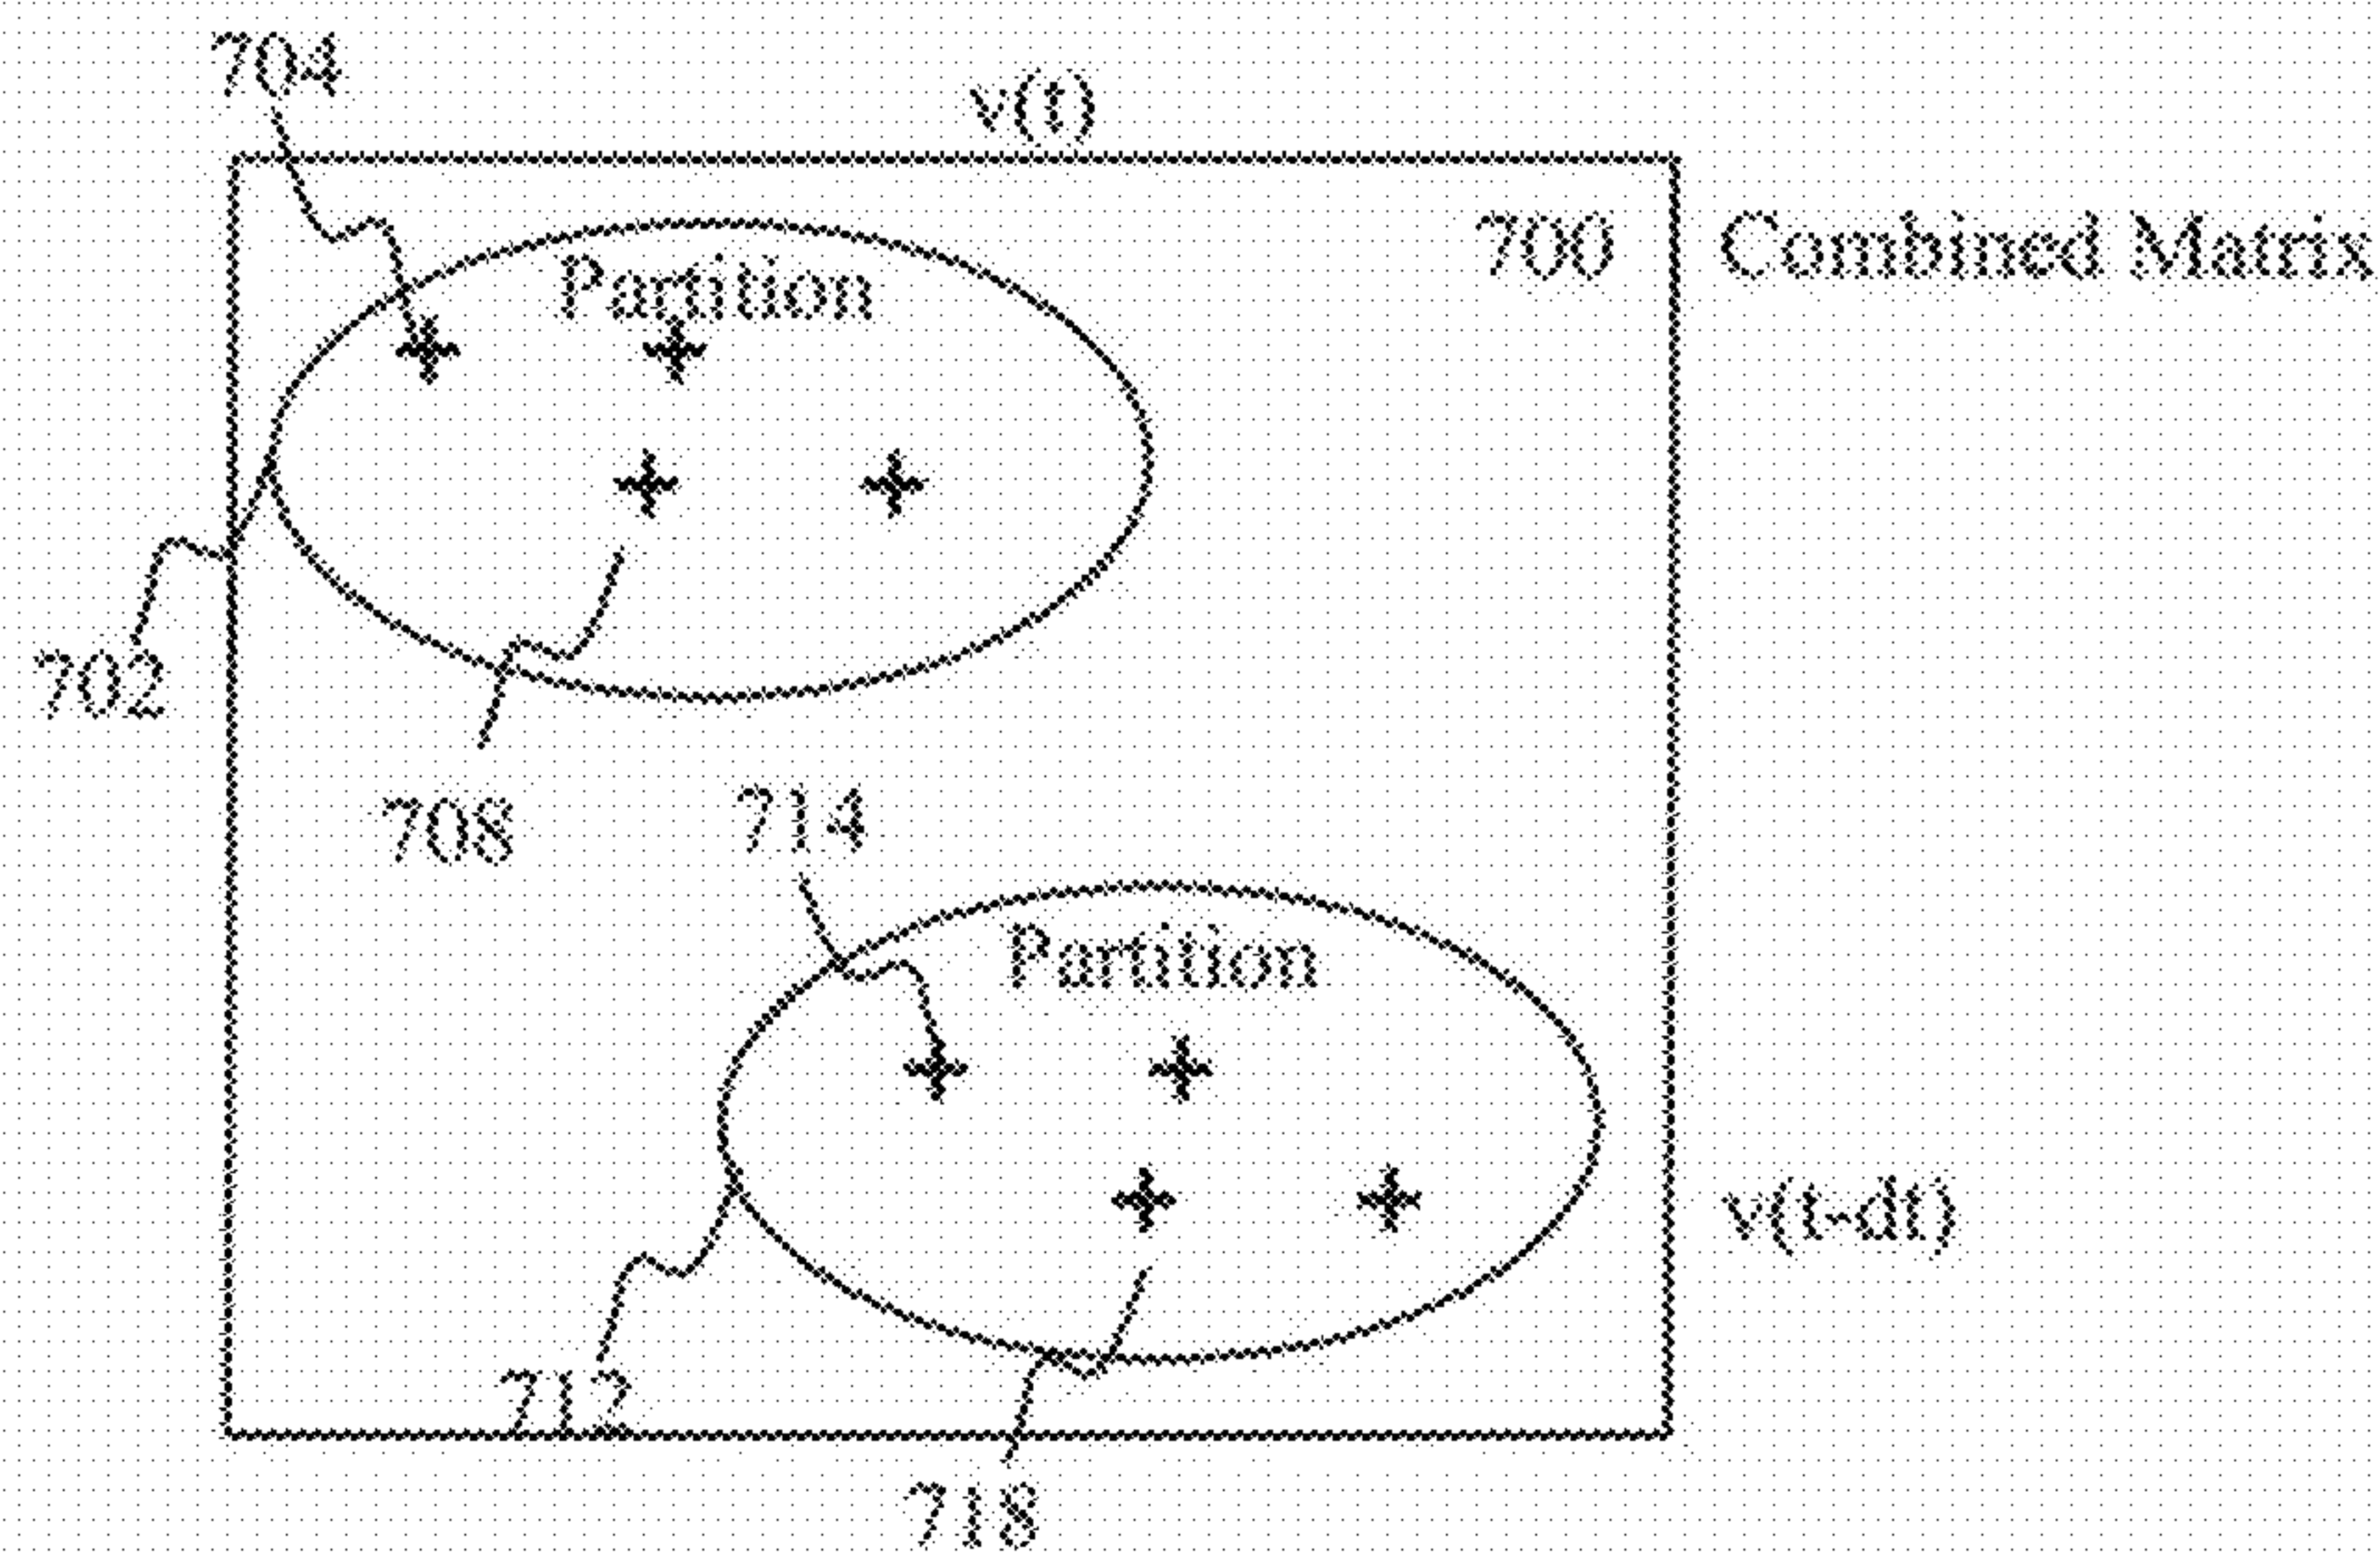 704
v(t)
700 Combined Matrix
Partition
702
708
714
Partition
v(t-dt)
712
718